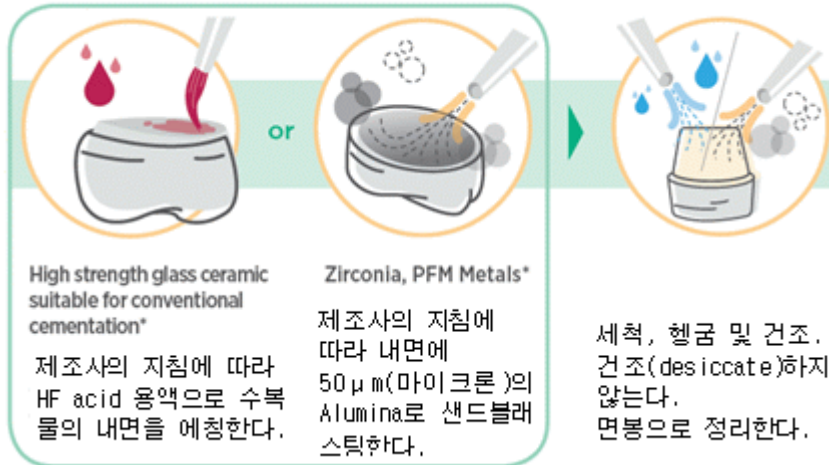 or
High strength glass ceramic
suitable for conventional
cementation*
제조사의 지침에 따라
HF acid 용액으로 수복
물의 내면을 에칭한다.
Zirconia, PFM Metals*
제조사의 지침에
따라 내면에
50μm(마이크론)의
Alumina로 샌드블래
스팅한다.
세척, 헹굼 및 건조.
건조(desiccate)하지
않는다.
면봉으로 정리한다.